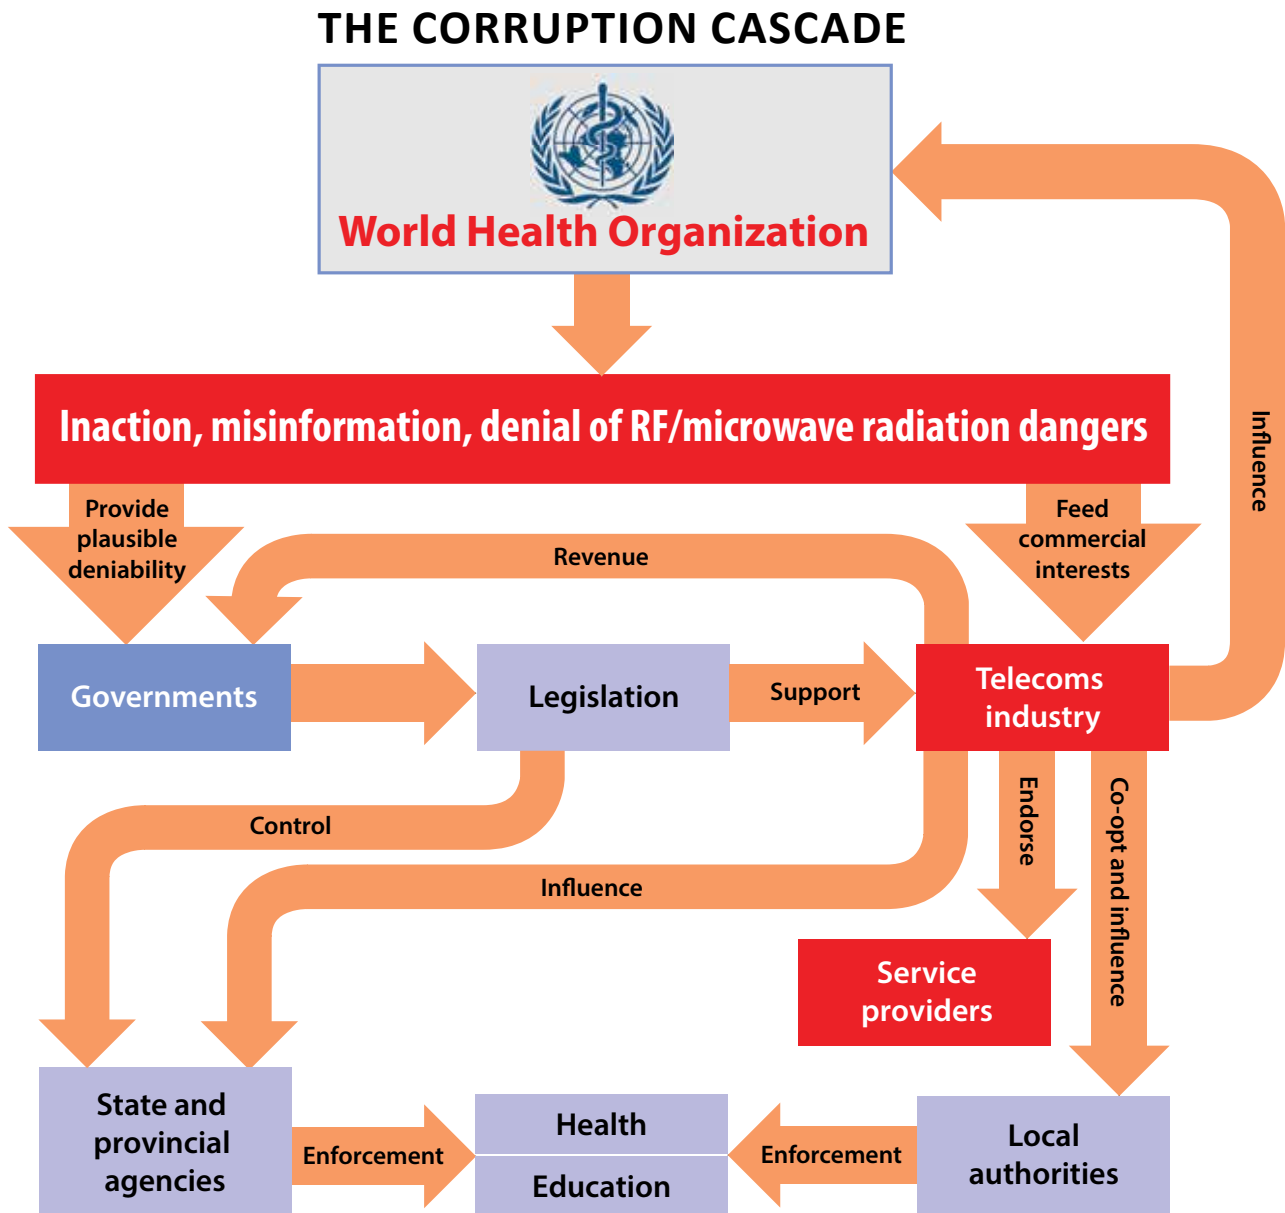 THE CORRUPTION CASCADE
World Health Organization
Inaction, misinformation, denial of RF/microwave radiation dangers
Provide
plausible
deniability
Feed
commercial
interests
Influence
Revenue
Governments
Legislation
Support
Telecoms
industry
Control
Influence
Endorse
Co-opt and influence
Service
providers
State and
provincial
agencies
Enforcement
Health
Education
Enforcement
Local
authorities